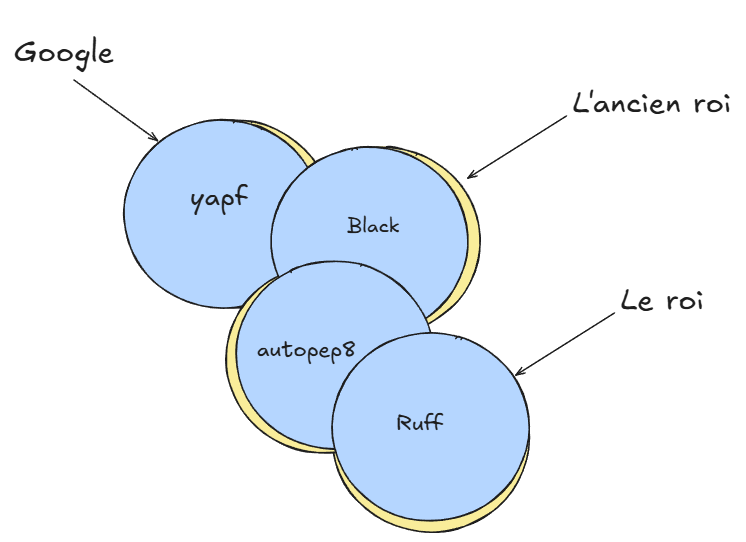 Google
L'ancien roi
yapf
Black
Le roi
autopep8
Ruff